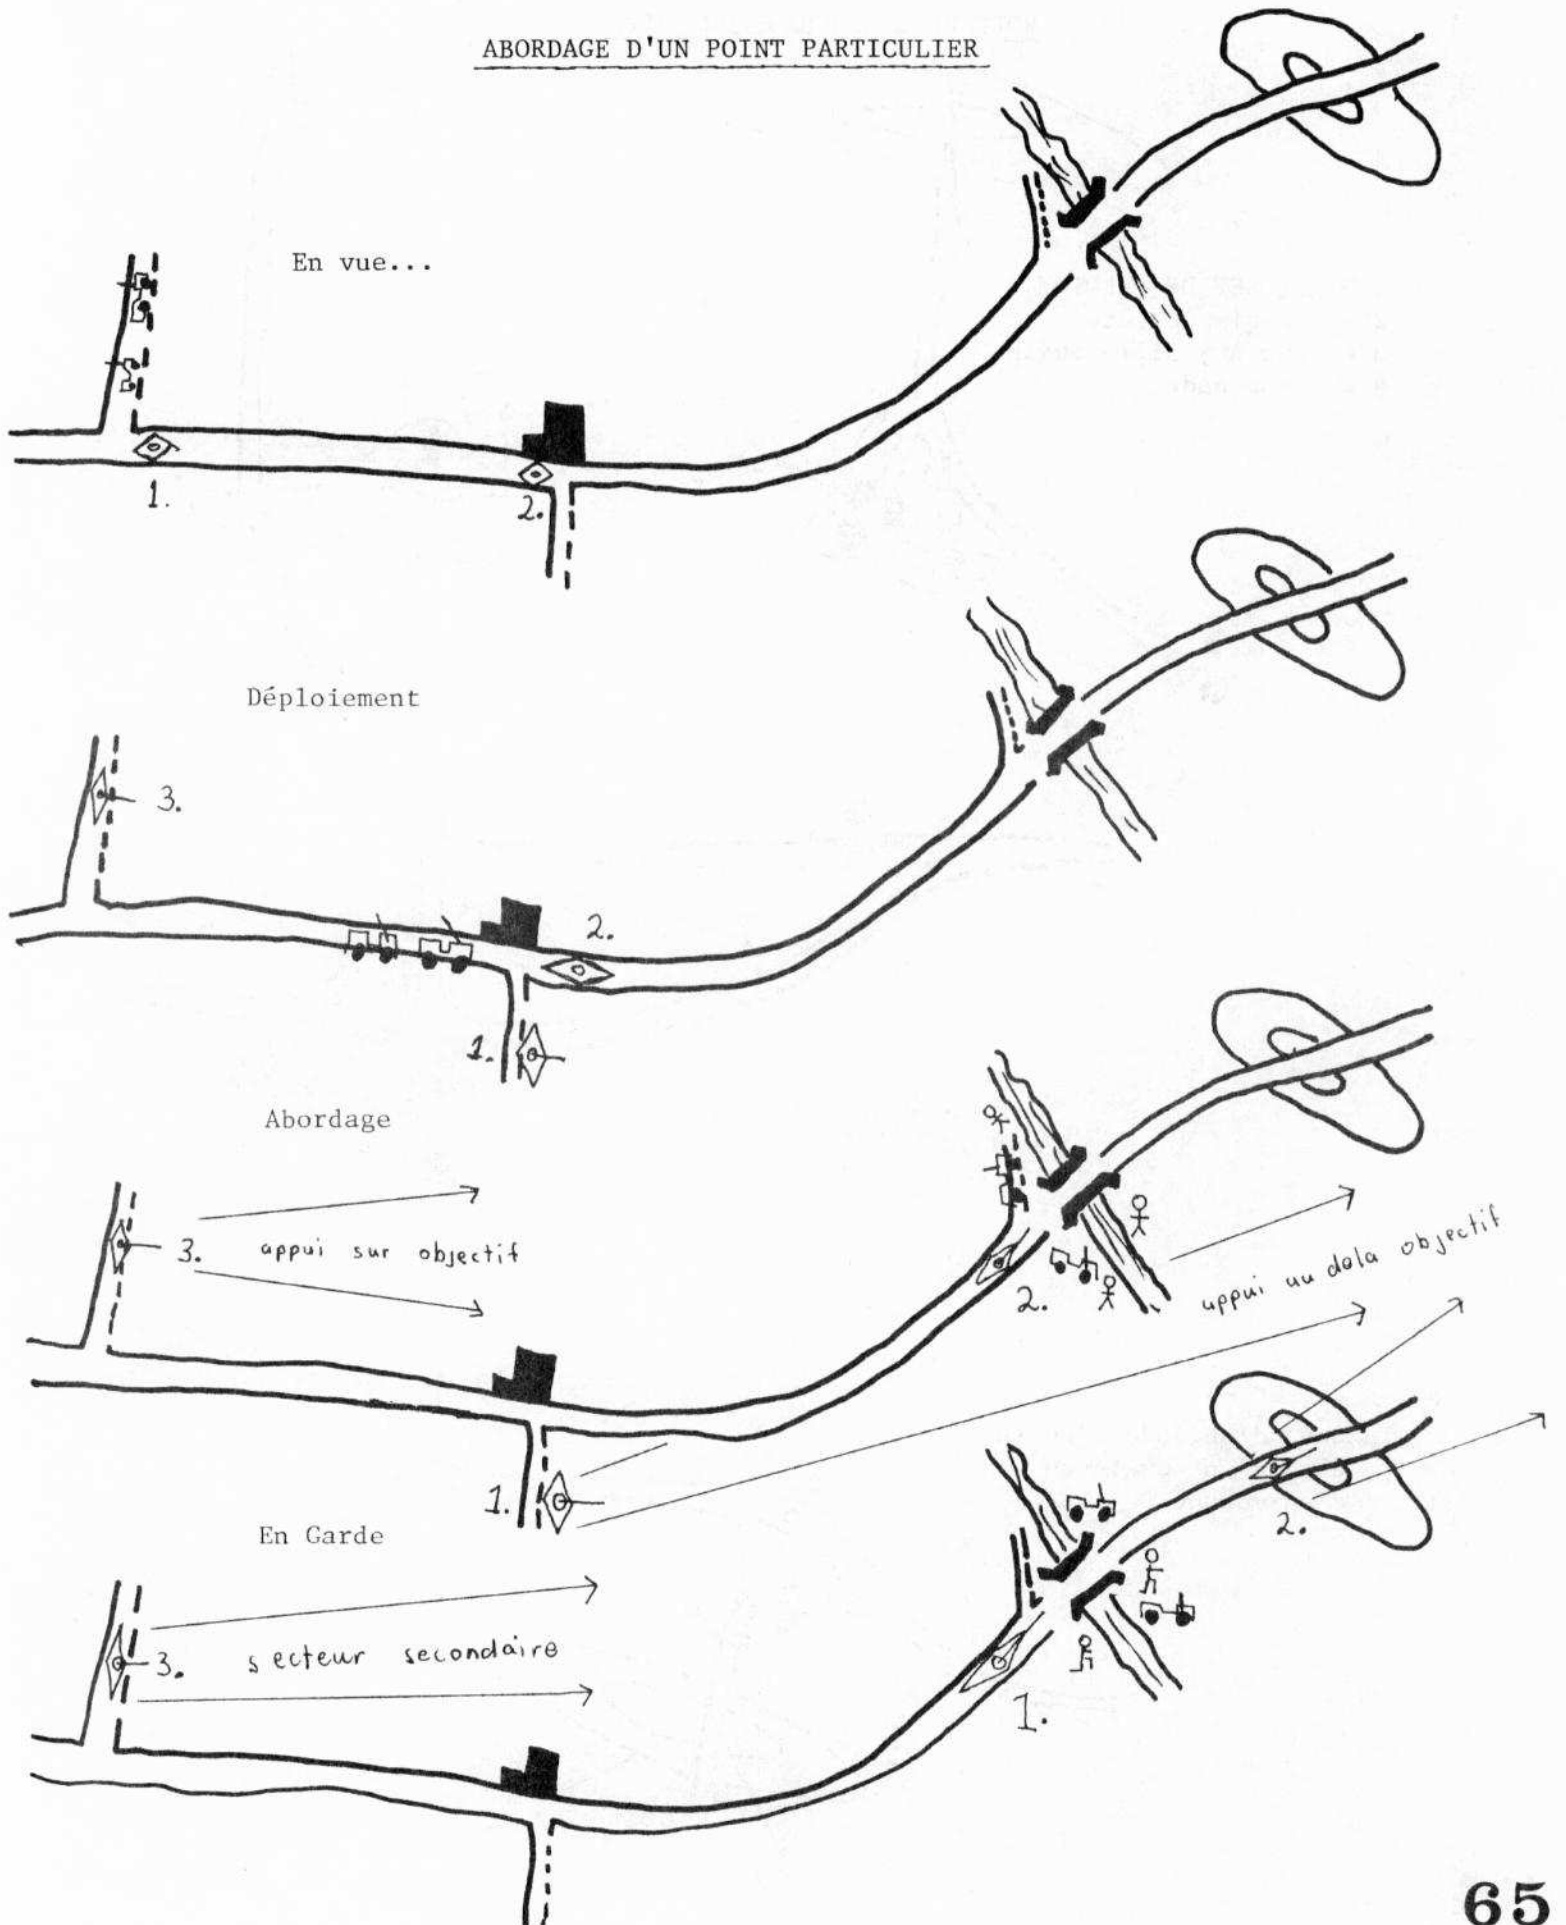 ABORDAGE D'UN POINT PARTICULIER
En vue...
1.
2.
Déploiement
3.
2.
1.
Abordage
3. appui sur objectif
2.
appui au dela objectif
1.
En Garde
2.
3. secteur secondaire
1.
65